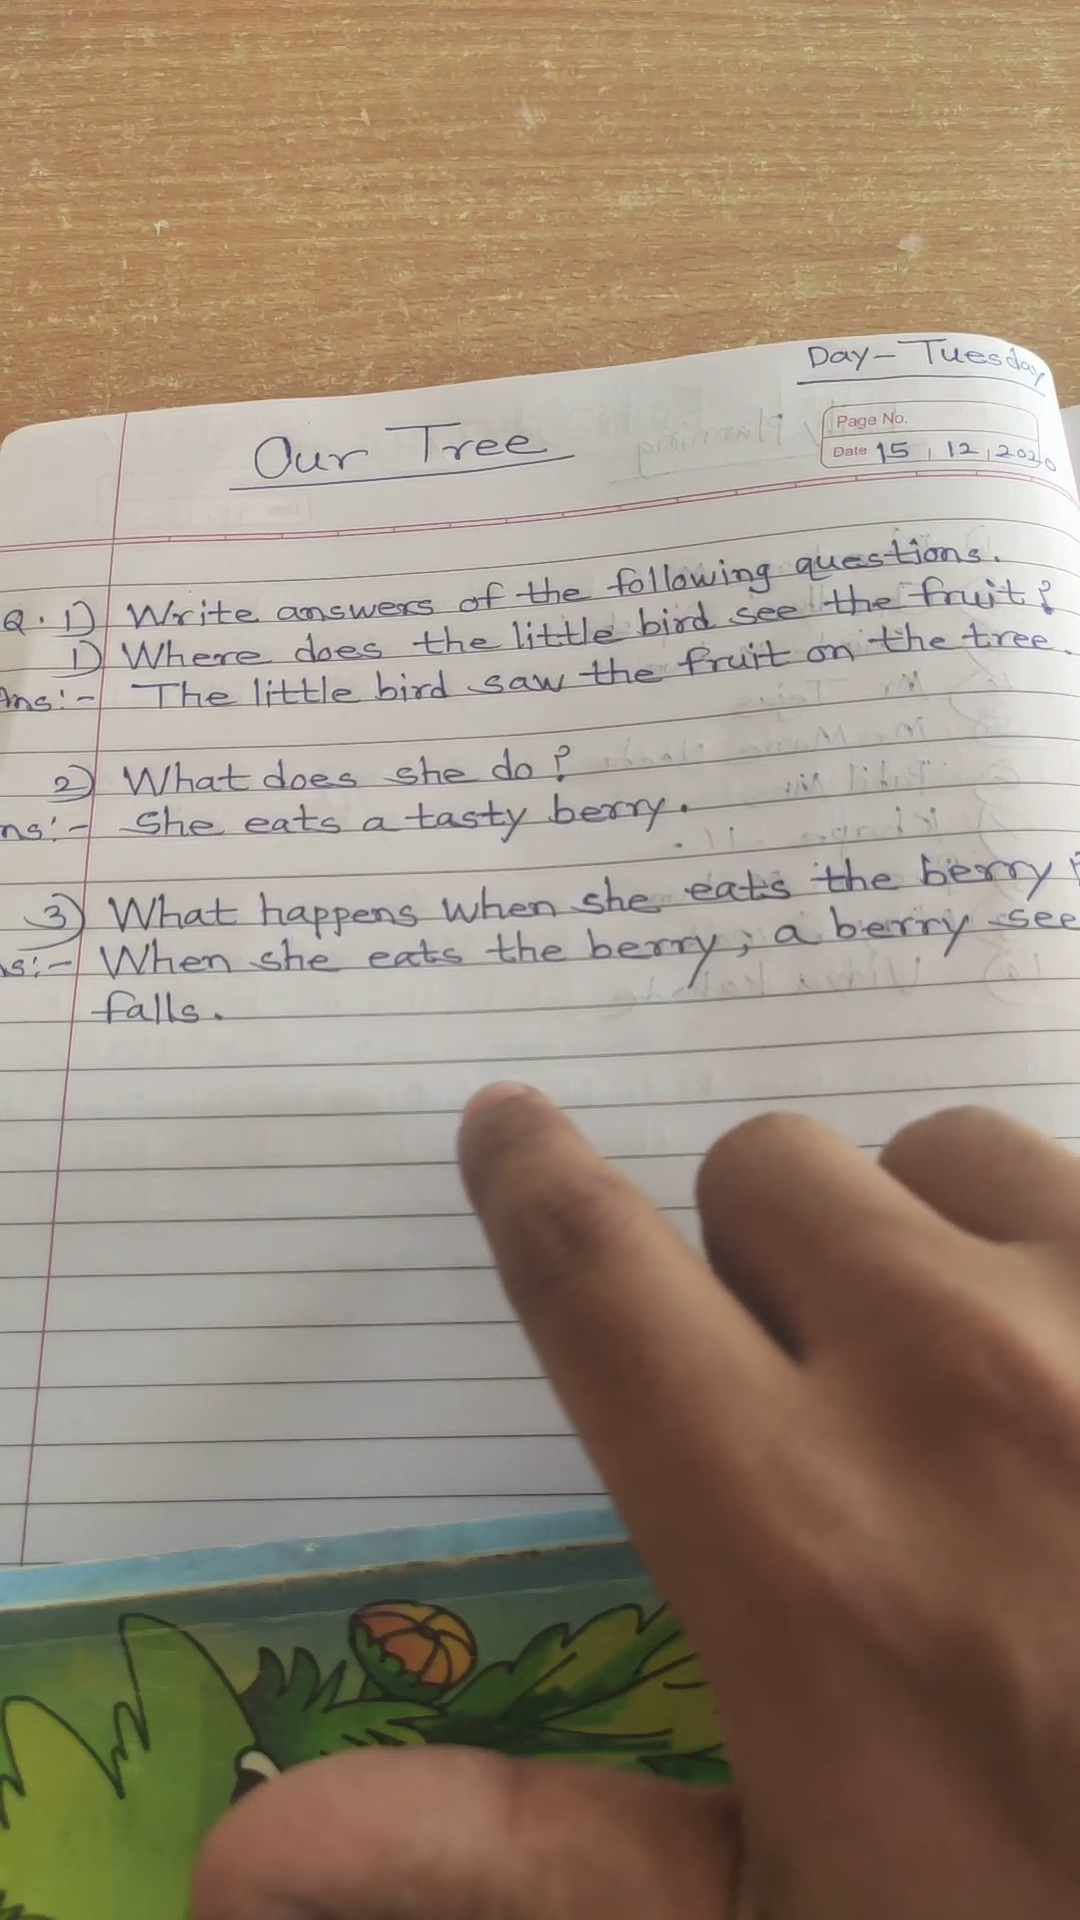 Day - Tuesday
Our Tree
Page No.
Date 15 , 12 , 2020
Q. 1) Write answers of the following questions.
1) Where does the little bird see the fruit?
Ans:- The little bird saw the fruit on the tree.
2) What does she do?
ns:- She eats a tasty berry.
3) What happens when she eats the berry?
s:- When she eats the berry, a berry see
falls.